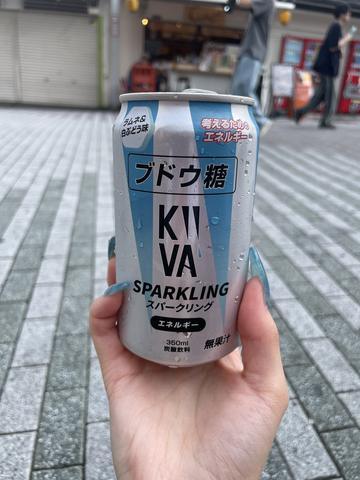 ラムネ&
白ぶどう味
考えるための
エネルギー
ブドウ糖
KII
VA
SPARKLING
スパークリング
エネルギー
350ml
炭酸飲料
無果汁